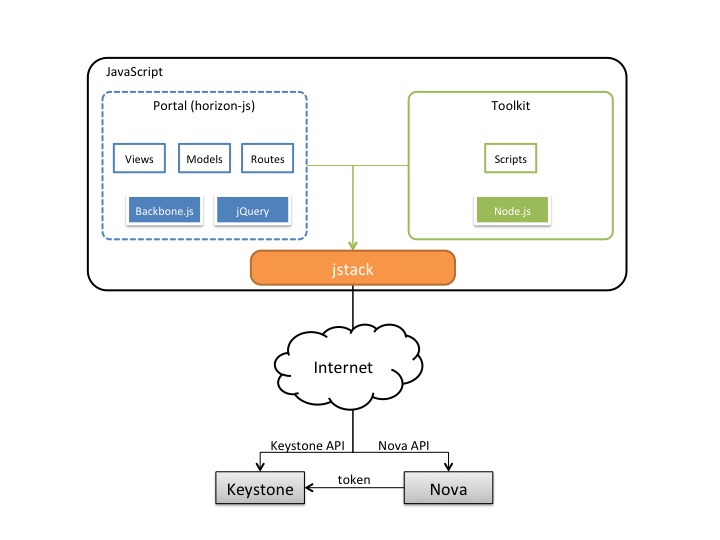 JavaScript
Portal (horizon-js)
Toolkit
Views
Models
Routes
Scripts
Backbone.js
jQuery
Node.js
jstack
Internet
Keystone API
Nova API
Keystone
token
Nova